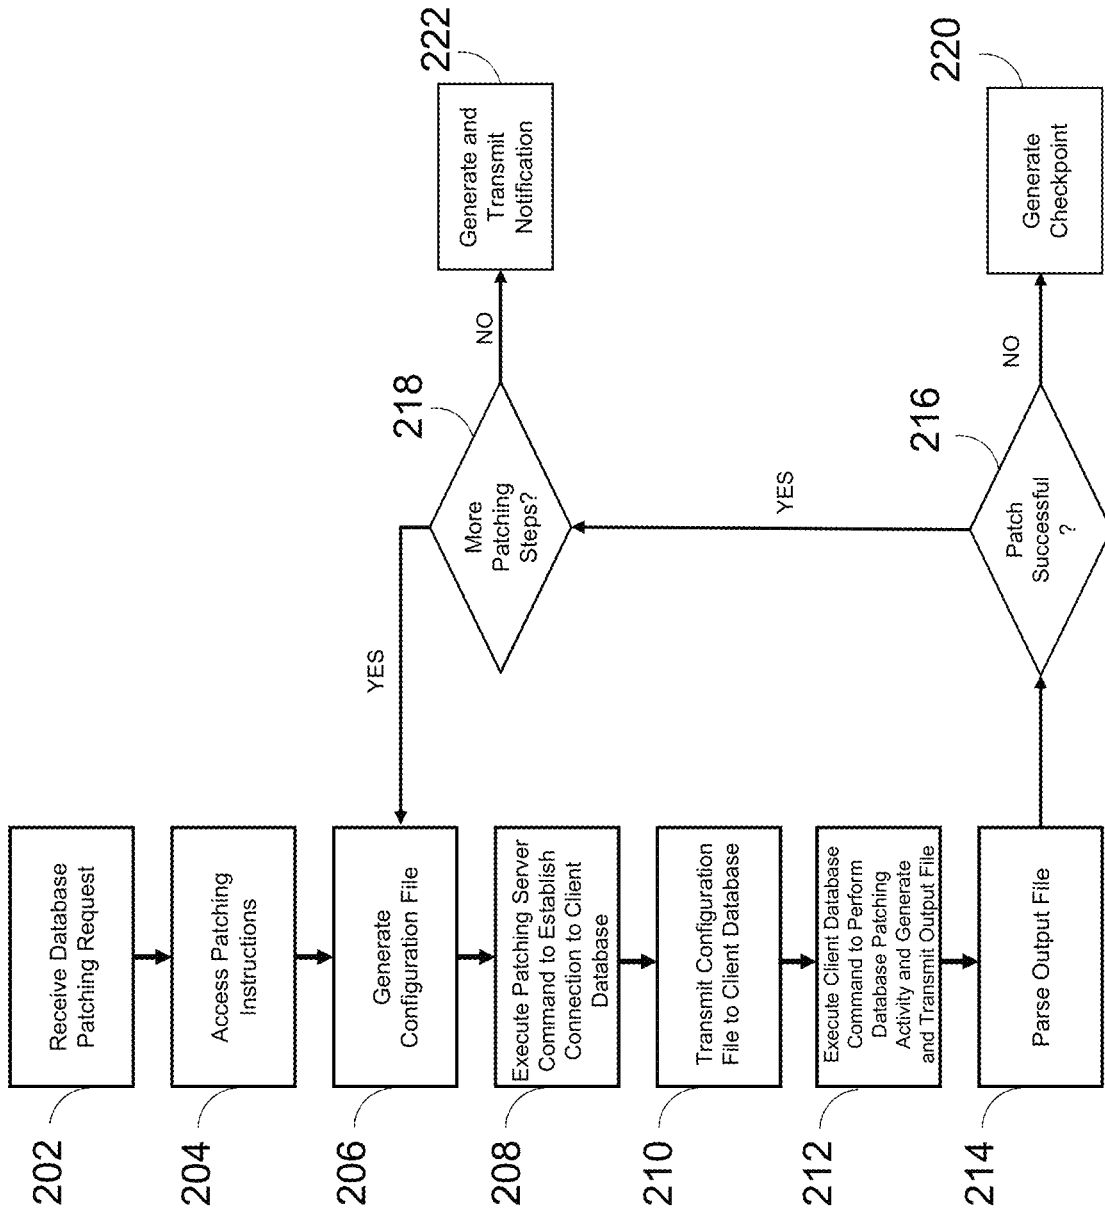 202
Receive Database
Patching Request
204
Access Patching
Instructions
206
Generate
Configuration File
208
Execute Patching Server
Command to Establish
Connection to Client
Database
210
Transmit Configuration
File to Client Database
212
Execute Client Database
Command to Perform
Database Patching
Activity and Generate
and Transmit Output File
214
Parse Output File
216
Patch
Successful
?
YES
NO
218
More
Patching
Steps?
YES
NO
220
Generate
Checkpoint
222
Generate and
Transmit
Notification